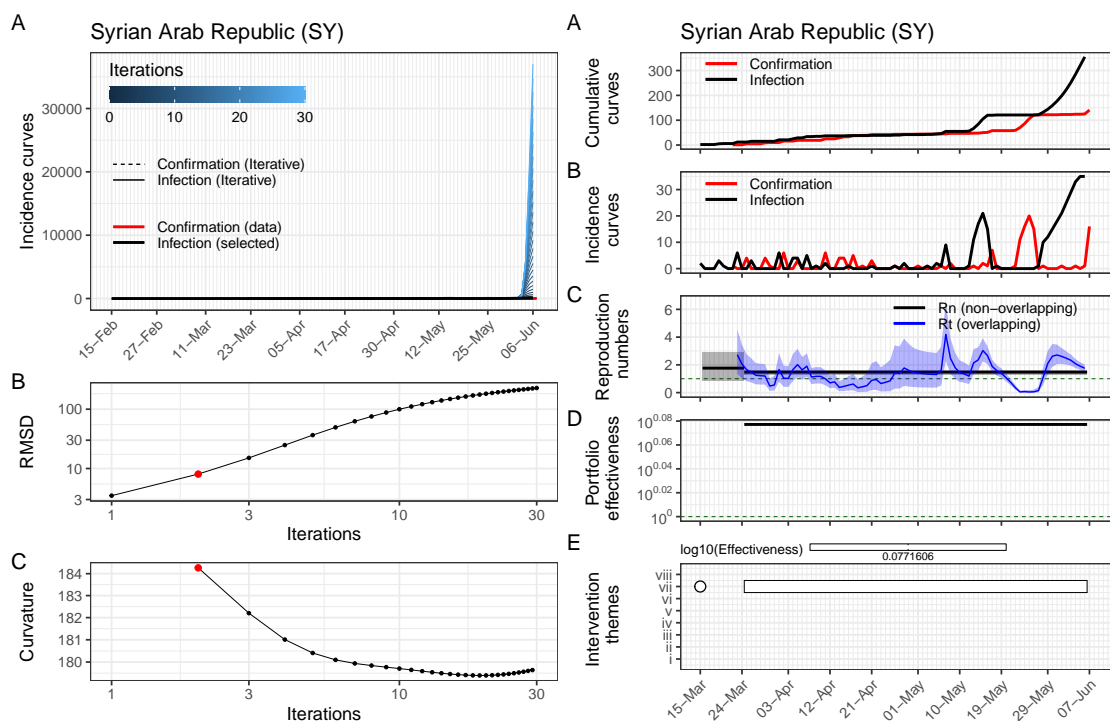 A
Syrian Arab Republic (SY)
Iterations
0 10 20 30
Confirmation (Iterative)
Infection (Iterative)
Confirmation (data)
Infection (selected)
Incidence curves
30000
20000
10000
0
15−Feb 27−Feb 11−Mar 23−Mar 05−Apr 17−Apr 30−Apr 12−May 25−May 06−Jun
B
RMSD
100
30
10
3
1 3 10 30
Iterations
C
Curvature
184
183
182
181
180
1 3 10 30
Iterations
A
Syrian Arab Republic (SY)
Cumulative
curves
300
200
100
0
Confirmation
Infection
B
Incidence
curves
30
20
10
0
Confirmation
Infection
C
Reproduction
numbers
6
4
2
0
Rn (non−overlapping)
Rt (overlapping)
D
Portfolio
effectiveness
10^0.08
10^0.06
10^0.04
10^0.02
10^0
E
log10(Effectiveness)
0.0771606
Intervention
themes
viii
vii
vi
v
iv
iii
ii
i
15−Mar 24−Mar 03−Apr 12−Apr 21−Apr 01−May 10−May 19−May 29−May 07−Jun